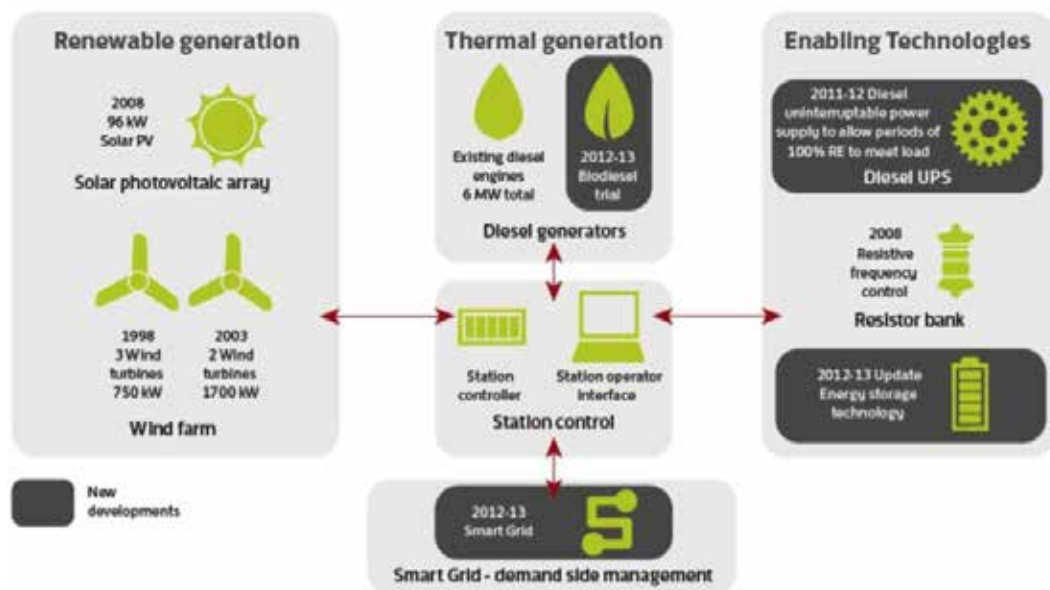 Renewable generation
2008
96 kW
Solar PV
Solar photovoltaic array
1998
3 Wind
turbines
750 kW
2003
2 Wind
turbines
1700 kW
Wind farm
Thermal generation
Existing diesel
engines
6 MW total
2012-13
Biodiesel
trial
Diesel generators
Station
controller
Station operator
interface
Station control
Enabling Technologies
2011-12 Diesel
uninterruptable power
supply to allow periods of
100% RE to meet load
Diesel UPS
2008
Resistive
frequency
control
Resistor bank
2012-13 Update
Energy storage
technology
New
developments
2012-13
Smart Grid
Smart Grid - demand side management